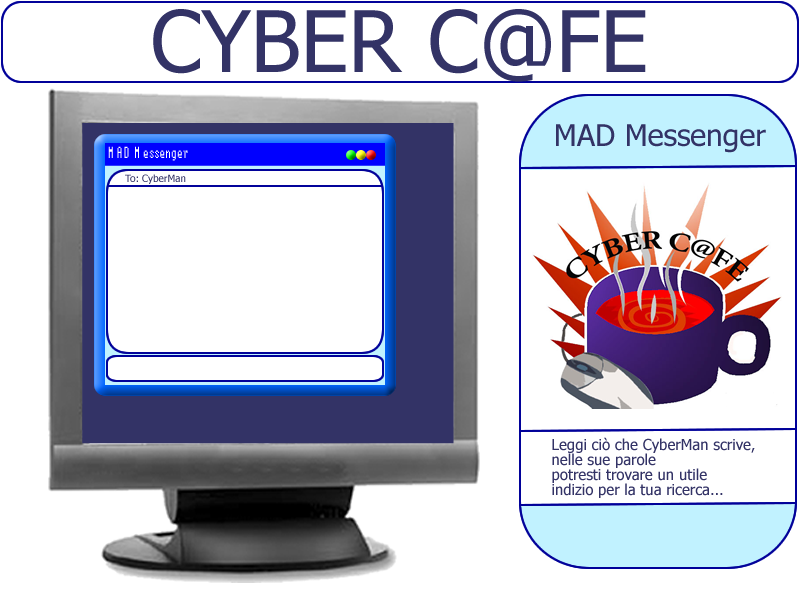 CYBER C@FE
MAD Messenger
To: CyberMan
MAD Messenger
CYBER C@FE
Leggi ciò che CyberMan scrive,
nelle sue parole
potresti trovare un utile
indizio per la tua ricerca...